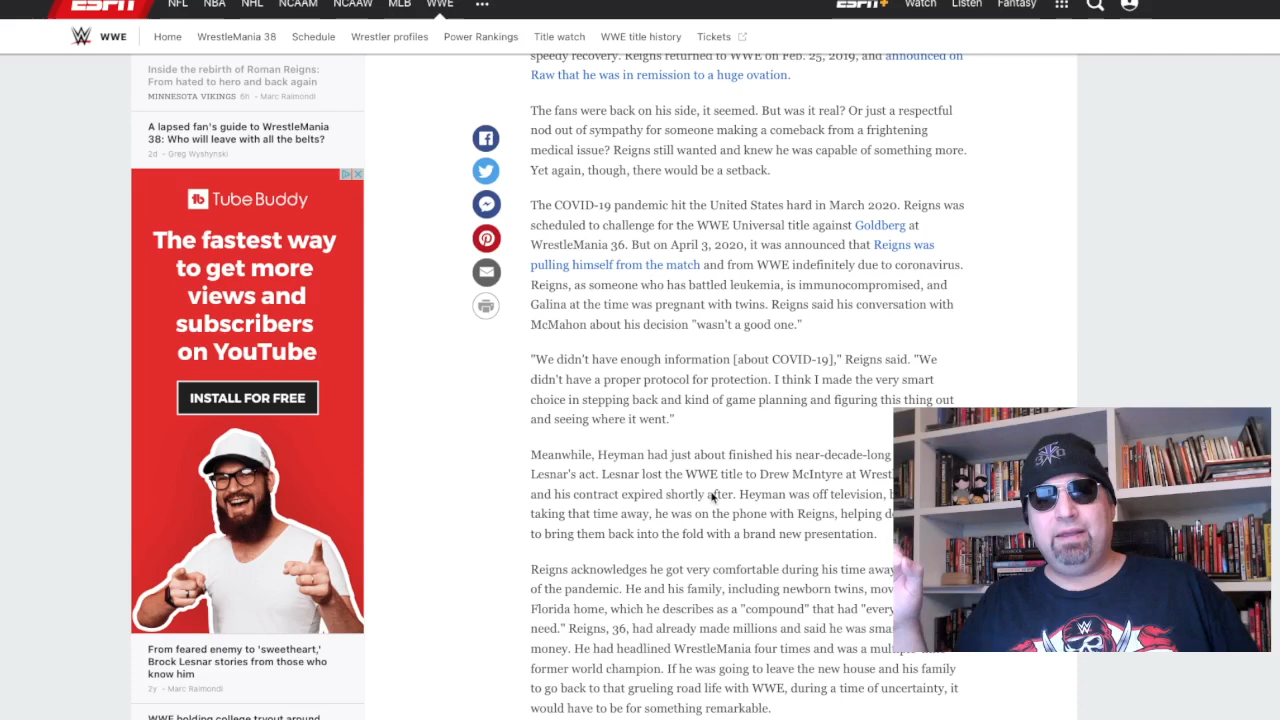 ESPN
NFL NBA NHL NCAAM NCAAW MLB WWE ... ESPN+ Watch Listen Fantasy
W WWE Home WrestleMania 38 Schedule Wrestler profiles Power Rankings Title watch WWE title history Tickets
Inside the rebirth of Roman Reigns:
From hated to hero and back again
MINNESOTA VIKINGS 6h - Marc Raimondi
A lapsed fan's guide to WrestleMania
38: Who will leave with all the belts?
2d - Greg Wyshynski
tb TubeBuddy
The fastest way
to get more
views and
subscribers
on YouTube
INSTALL FOR FREE
From feared enemy to 'sweetheart,'
Brock Lesnar stories from those who
know him
2y - Marc Raimondi
WWE holding college tryout around
speedy recovery. Reigns returned to WWE on Feb. 25, 2019, and announced on
Raw that he was in remission to a huge ovation.
The fans were back on his side, it seemed. But was it real? Or just a respectful
nod out of sympathy for someone making a comeback from a frightening
medical issue? Reigns still wanted and knew he was capable of something more.
Yet again, though, there would be a setback.
The COVID-19 pandemic hit the United States hard in March 2020. Reigns was
scheduled to challenge for the WWE Universal title against Goldberg at
WrestleMania 36. But on April 3, 2020, it was announced that Reigns was
pulling himself from the match and from WWE indefinitely due to coronavirus.
Reigns, as someone who has battled leukemia, is immunocompromised, and
Galina at the time was pregnant with twins. Reigns said his conversation with
McMahon about his decision "wasn't a good one."
"We didn't have enough information [about COVID-19]," Reigns said. "We
didn't have a proper protocol for protection. I think I made the very smart
choice in stepping back and kind of game planning and figuring this thing out
and seeing where it went."
Meanwhile, Heyman had just about finished his near-decade-long
Lesnar's act. Lesnar lost the WWE title to Drew McIntyre at Wrest
and his contract expired shortly after. Heyman was off television, b
taking that time away, he was on the phone with Reigns, helping de
to bring them back into the fold with a brand new presentation.
Reigns acknowledges he got very comfortable during his time away
of the pandemic. He and his family, including newborn twins, mov
Florida home, which he describes as a "compound" that had "every
need." Reigns, 36, had already made millions and said he was sma
money. He had headlined WrestleMania four times and was a multiple-time
former world champion. If he was going to leave the new house and his family
to go back to that grueling road life with WWE, during a time of uncertainty, it
would have to be for something remarkable.